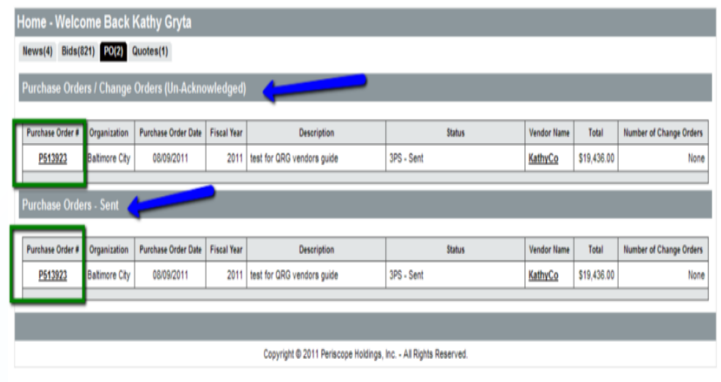 Home - Welcome Back Kathy Gryta
News(4) Bids(821) PO(2) Quotes(1)
Purchase Orders / Change Orders (Un-Acknowledged)
Purchase Order # Organization Purchase Order Date Fiscal Year Description Status Vendor Name Total Number of Change Orders
P513923 Baltimore City 08/09/2011 2011 test for QRG vendors guide 3PS - Sent KathyCo $19,436.00 None
Purchase Orders - Sent
Purchase Order # Organization Purchase Order Date Fiscal Year Description Status Vendor Name Total Number of Change Orders
P513923 Baltimore City 08/09/2011 2011 test for QRG vendors guide 3PS - Sent KathyCo $19,436.00 None
Copyright © 2011 Periscope Holdings, Inc. - All Rights Reserved.